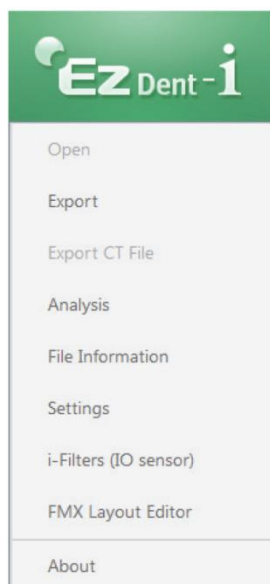 Ez Dent-i
Open
Export
Export CT File
Analysis
File Information
Settings
i-Filters (IO sensor)
FMX Layout Editor
About